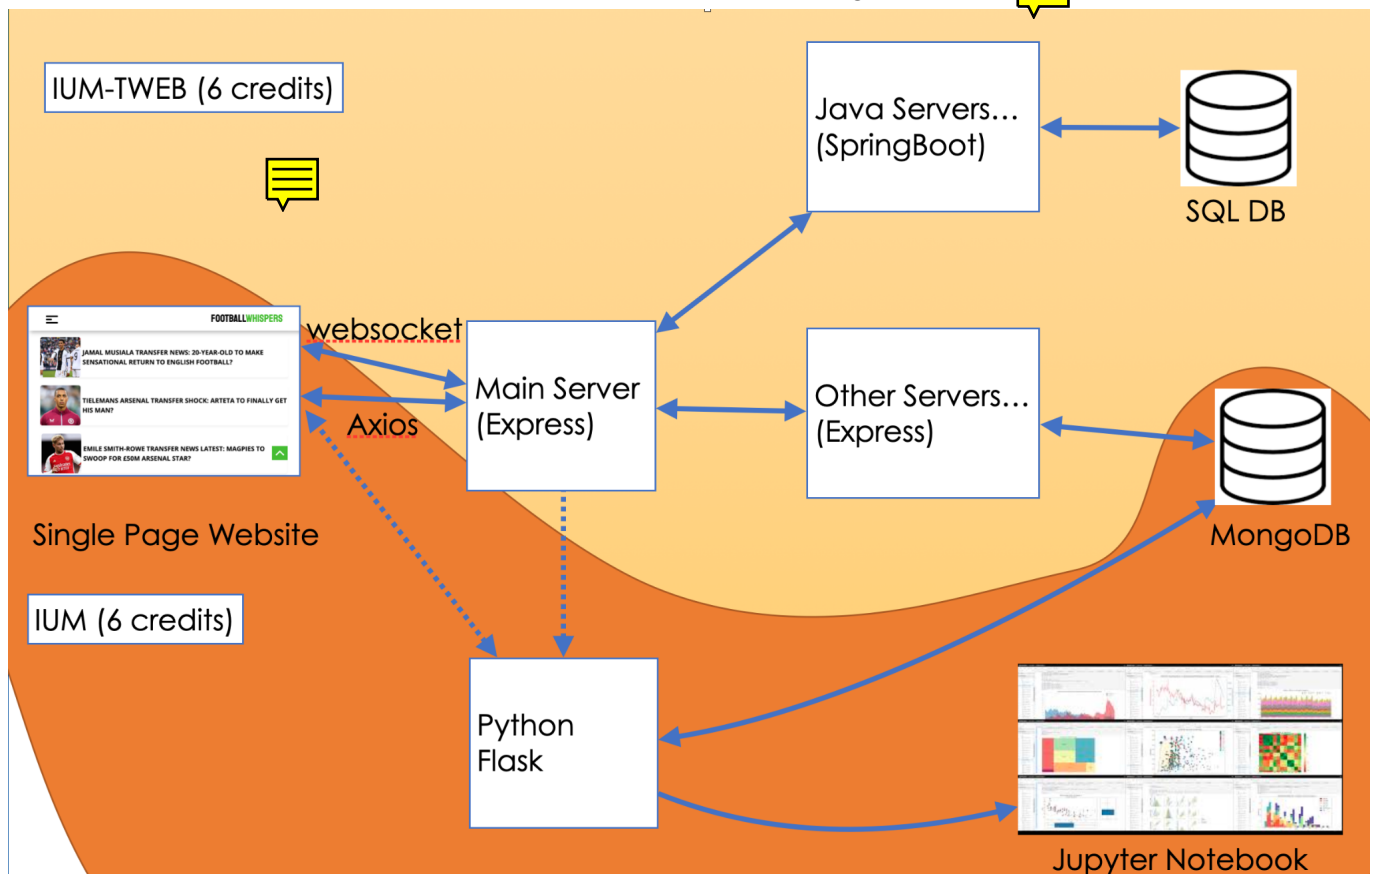 IUM-TWEB (6 credits)
Java Servers...
(SpringBoot)
SQL DB
FOOTBALLWHISPERS
JAMAL MUSIALA TRANSFER NEWS: 20-YEAR-OLD TO MAKE
SENSATIONAL RETURN TO ENGLISH FOOTBALL?
TIELEMANS ARSENAL TRANSFER SHOCK: ARTETA TO FINALLY GET
HIS MAN?
EMILE SMITH-ROWE TRANSFER NEWS LATEST: MAGPIES TO
SWOOP FOR £50M ARSENAL STAR?
websocket
Axios
Main Server
(Express)
Other Servers...
(Express)
MongoDB
Single Page Website
IUM (6 credits)
Python
Flask
Jupyter Notebook